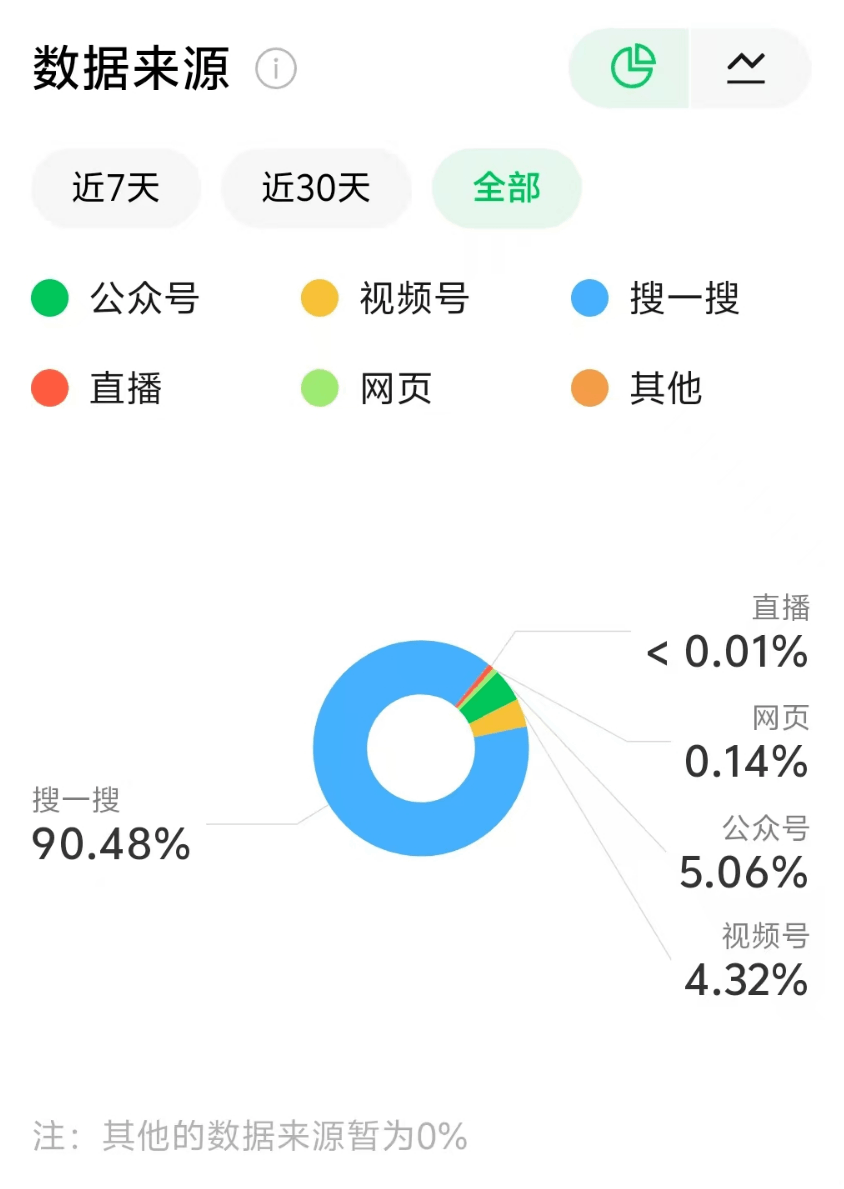 数据来源
近7天 近30天 全部
公众号 视频号 搜一搜
直播 网页 其他
直播
< 0.01%
网页
0.14%
搜一搜
90.48%
公众号
5.06%
视频号
4.32%
注：其他的数据来源暂为0%